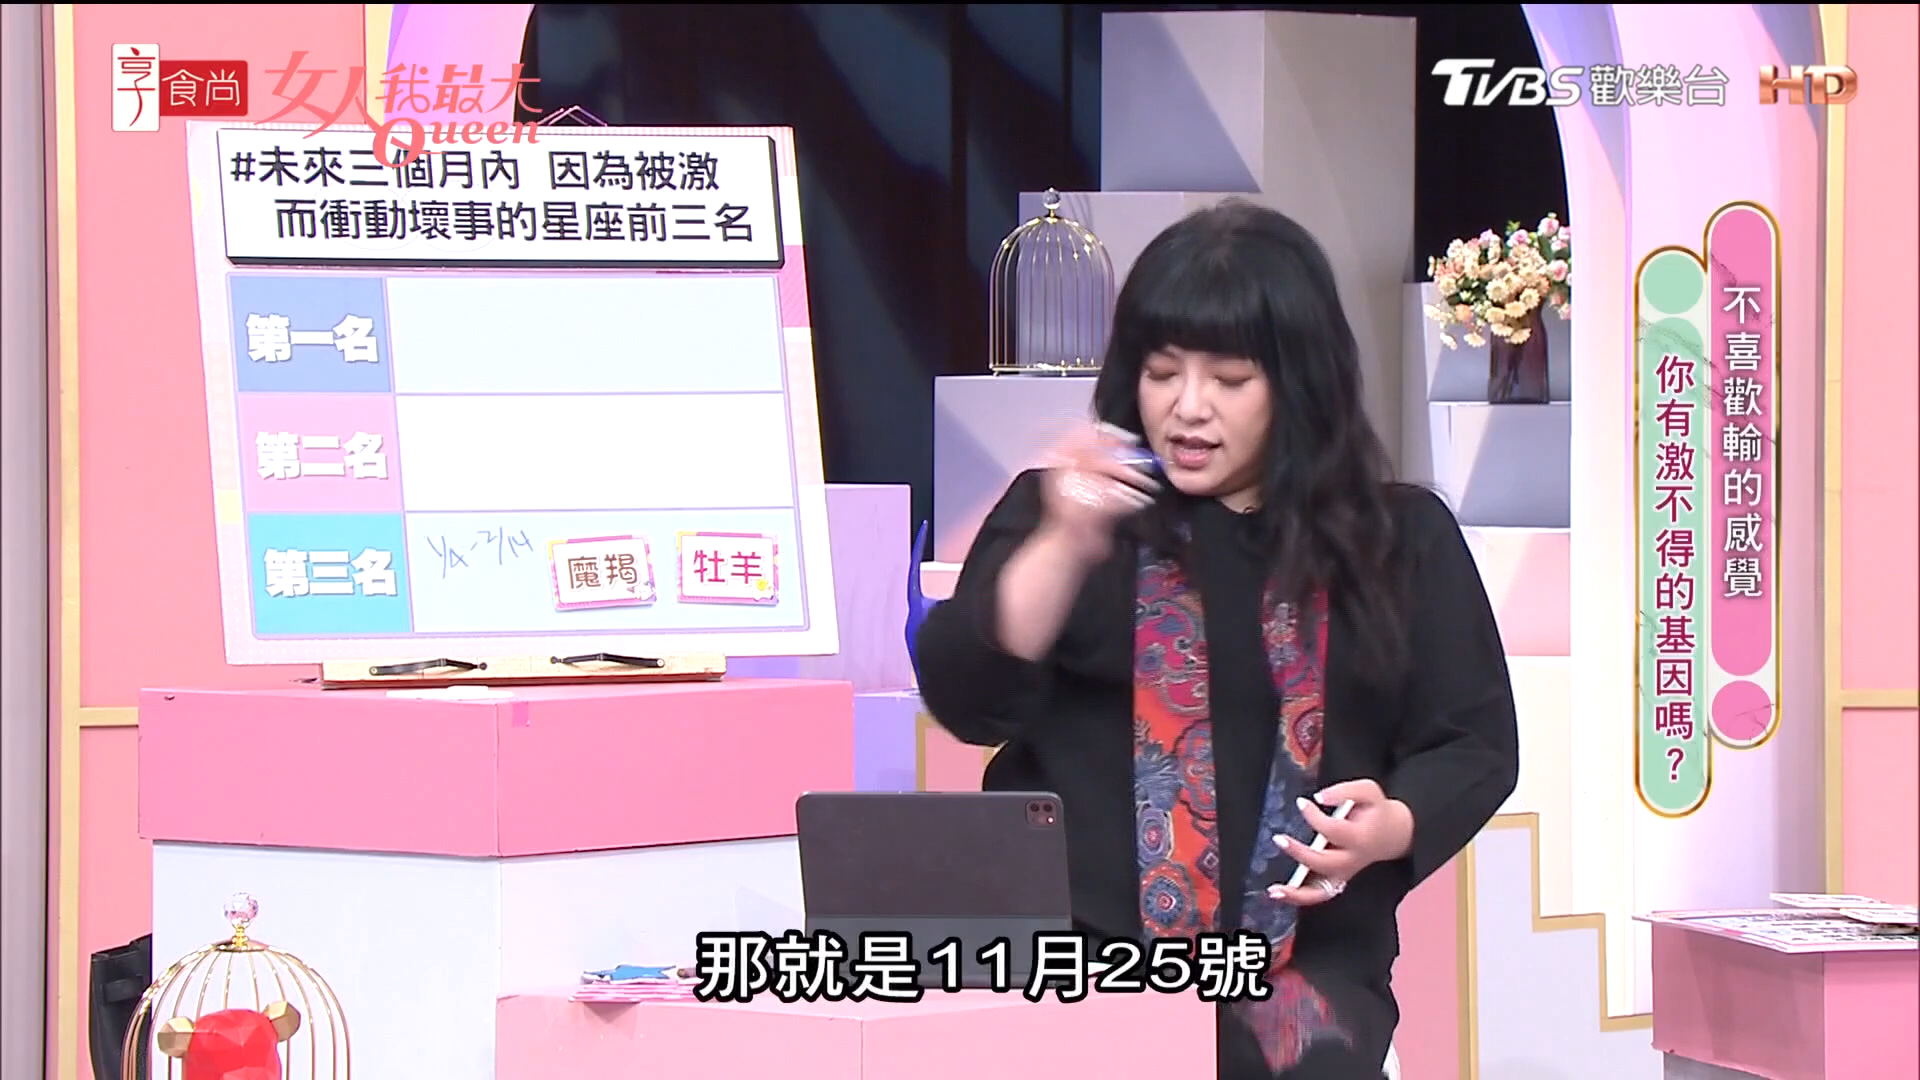 享
食尚
女人我最大
Queen
TVBS歡樂台 HD
#未來三個月內 因為被激
而衝動壞事的星座前三名
第一名
第二名
第三名
1/4-2/14
魔羯
牡羊
不喜歡輸的感覺
你有激不得的基因嗎?
那就是11月25號